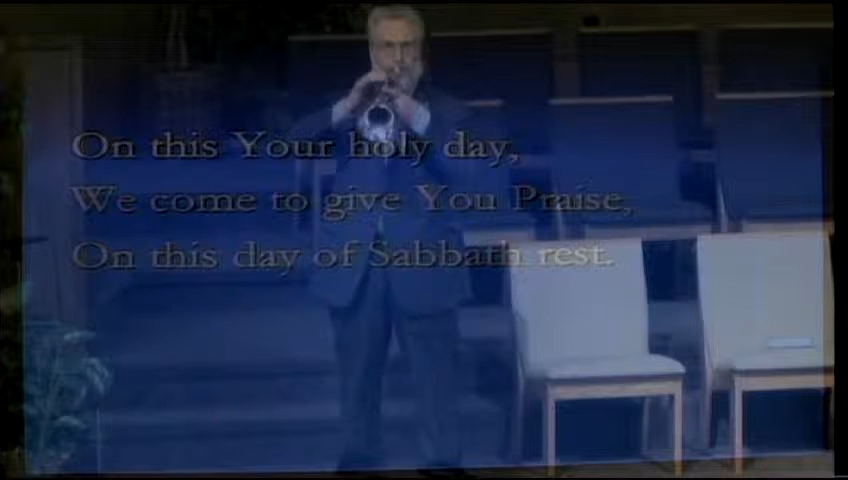 On this Your holy day,
We come to give You Praise,
On this day of Sabbath rest.